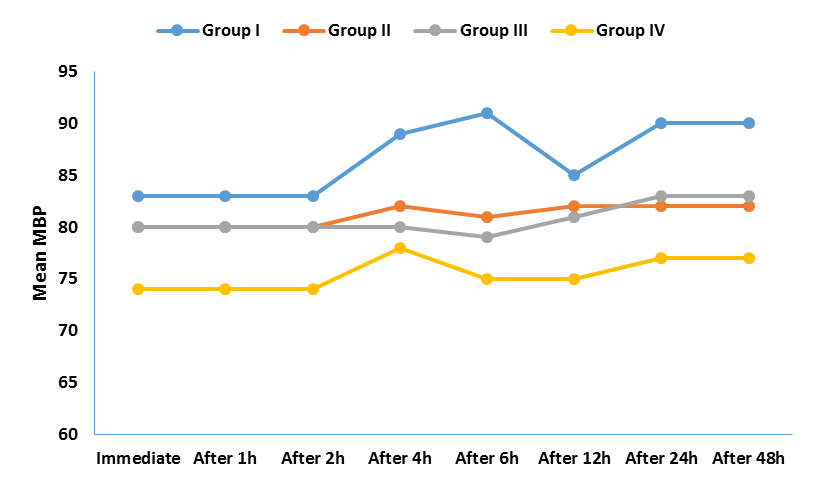 Group I Group II Group III Group IV
Mean MBP
95
90
85
80
75
70
65
60
Immediate After 1h After 2h After 4h After 6h After 12h After 24h After 48h